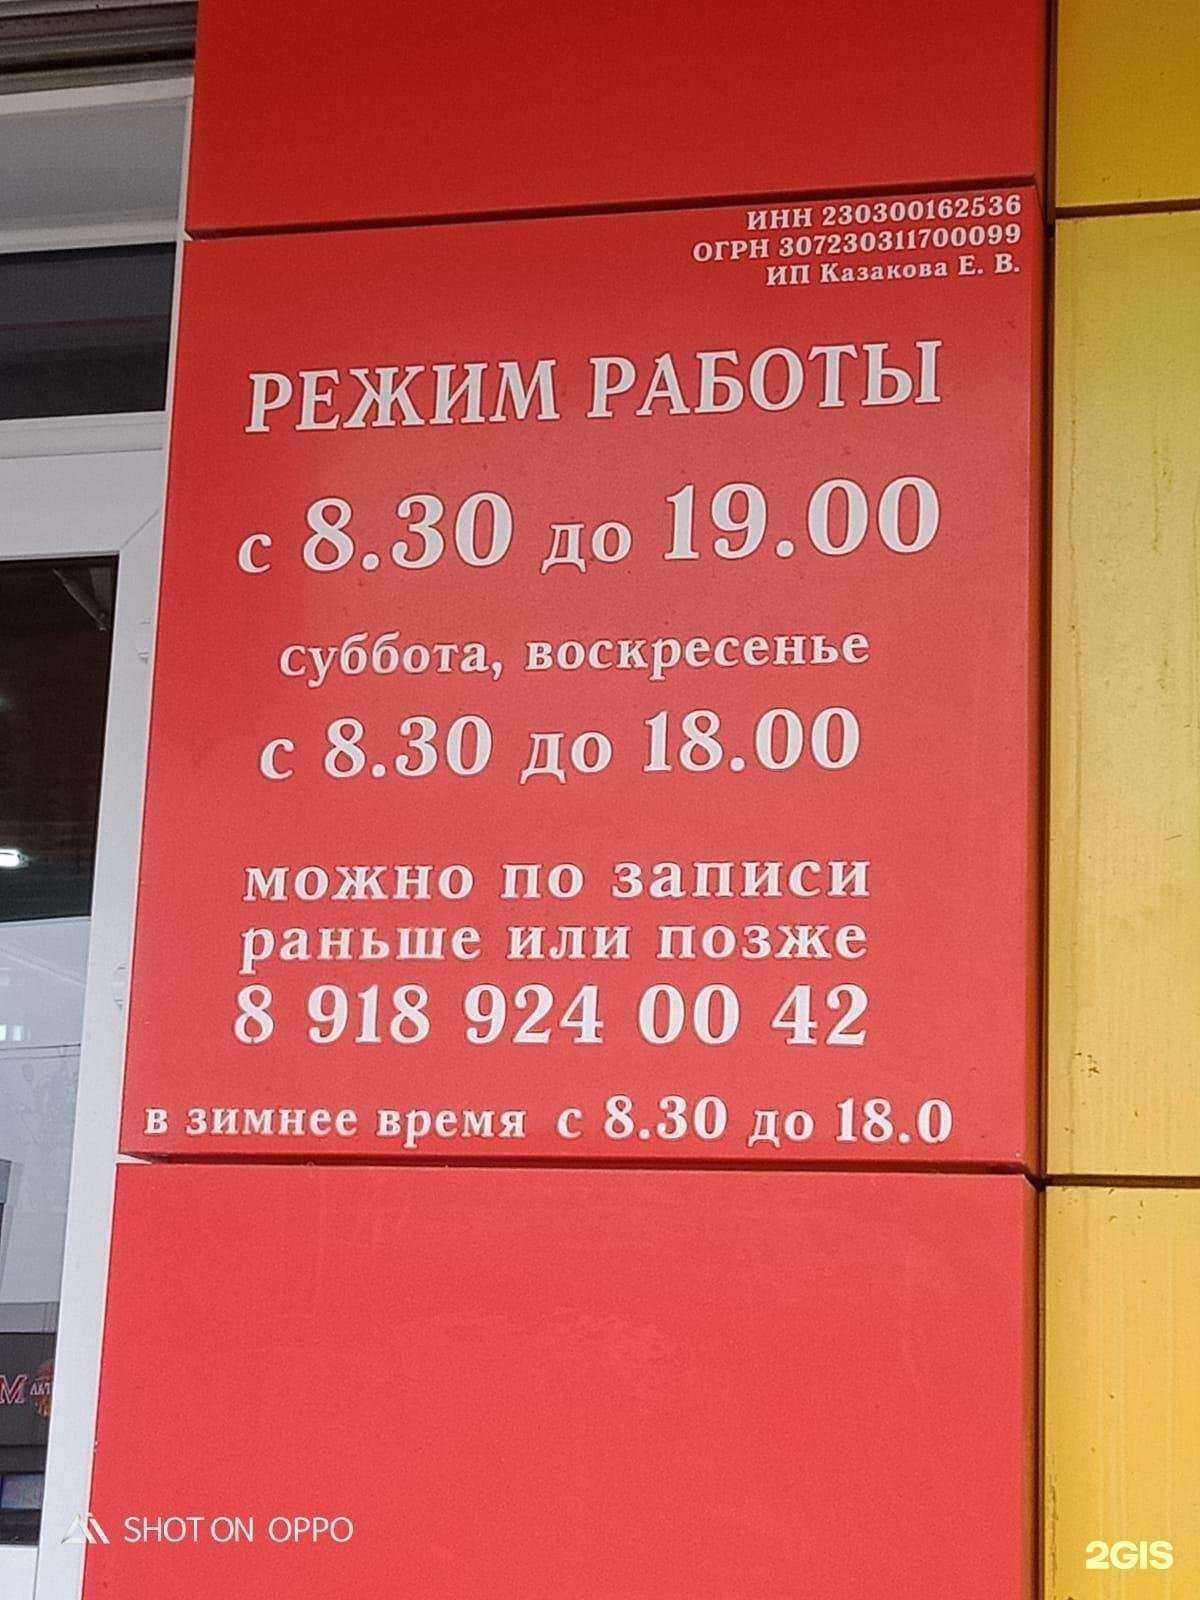 ИНН 230300162536
ОГРН 307230311700099
ИП Казакова Е. В.
РЕЖИМ РАБОТЫ
с 8.30 до 19.00
суббота, воскресенье
с 8.30 до 18.00
можно по записи
раньше или позже
8 918 924 00 42
в зимнее время с 8.30 до 18.0
SHOT ON OPPO
2GIS